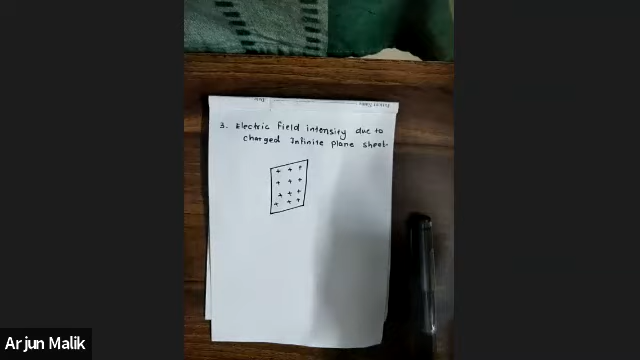 3. Electric Field intensity due to
charged Infinite plane sheet.
+ + +
+ + +
+ + +
+ + +
Arjun Malik